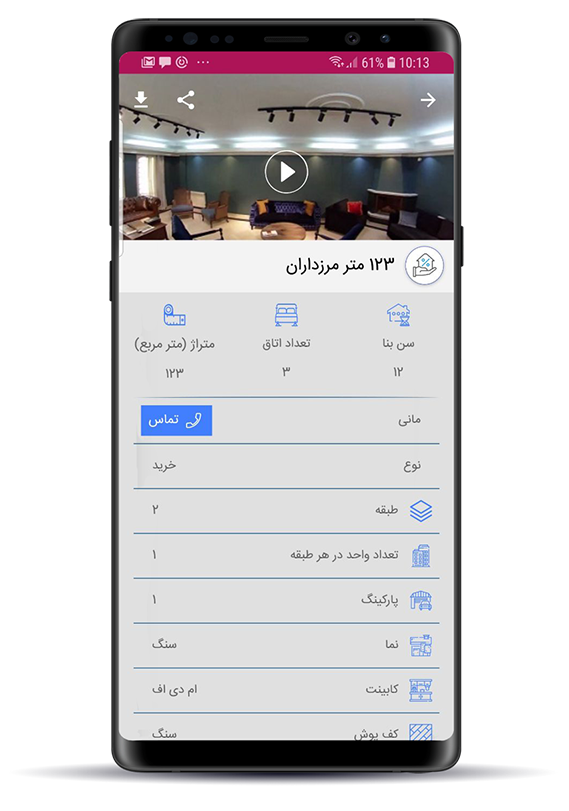 61% 10:13
۱۲۳ متر مرزداران
سن بنا
تعداد اتاق
متراژ (متر مربع)
۱۲
۳
۱۲۳
مانی
تماس
نوع
خرید
طبقه
۲
تعداد واحد در هر طبقه
۱
پارکینگ
۱
نما
سنگ
کابینت
ام دی اف
کف پوش
سنگ